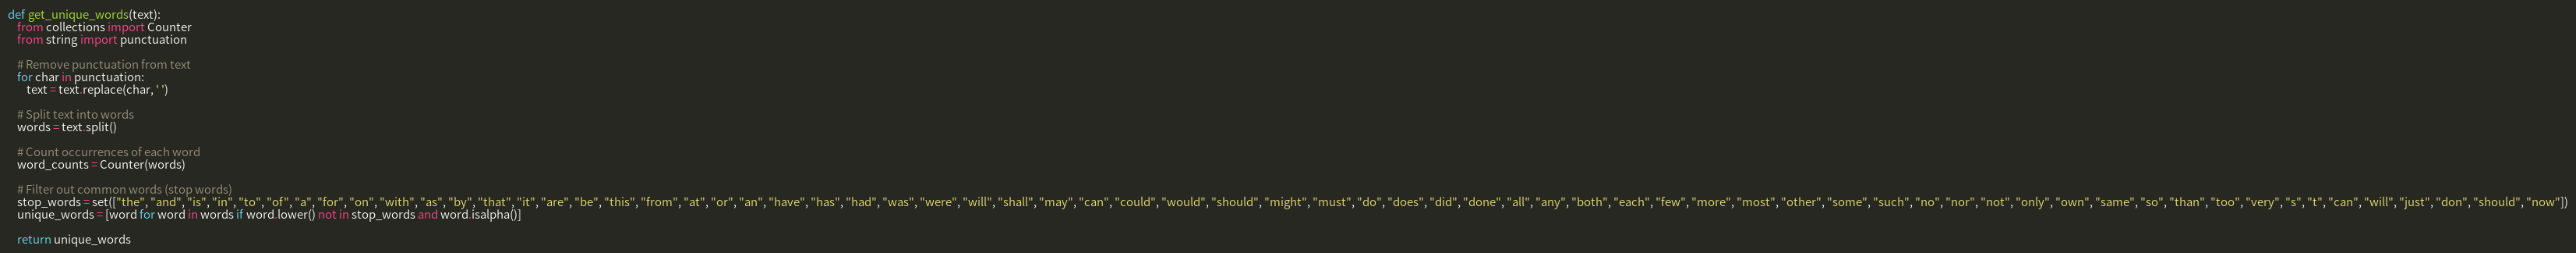 def get_unique_words(text):
from collections import Counter
from string import punctuation
# Remove punctuation from text
for char in punctuation:
text = text.replace(char, ' ')
# Split text into words
words = text.split()
# Count occurrences of each word
word_counts = Counter(words)
# Filter out common words (stop words)
stop_words = set(["the", "and", "is", "in", "to", "of", "a", "for", "on", "with", "as", "by", "that", "it", "are", "be", "this", "from", "at", "or", "an", "have", "has", "had", "was", "were", "will", "shall", "may", "can", "could", "would", "should", "might", "must", "do", "does", "did", "done", "all", "any", "both", "each", "few", "more", "most", "other", "some", "such", "no", "nor", "not", "only", "own", "same", "so", "than", "too", "very", "s", "t", "can", "will", "just", "don", "should", "now"])
unique_words = [word for word in words if word.lower() not in stop_words and word.isalpha()]
return unique_words